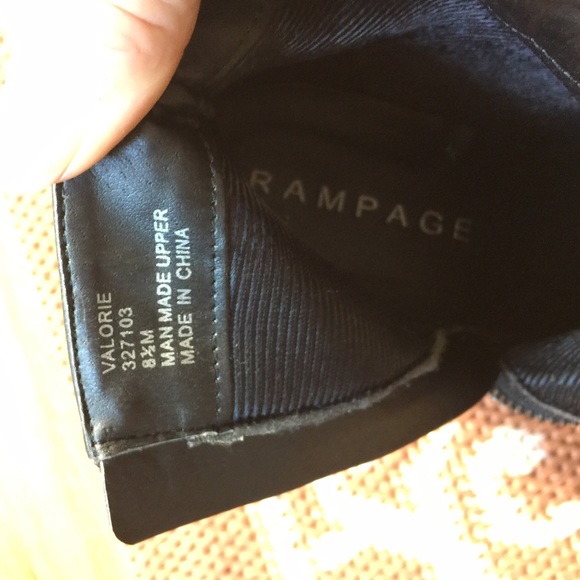 RAMPAGE
VALORIE
327103
8½M
MAN MADE UPPER
MADE IN CHINA